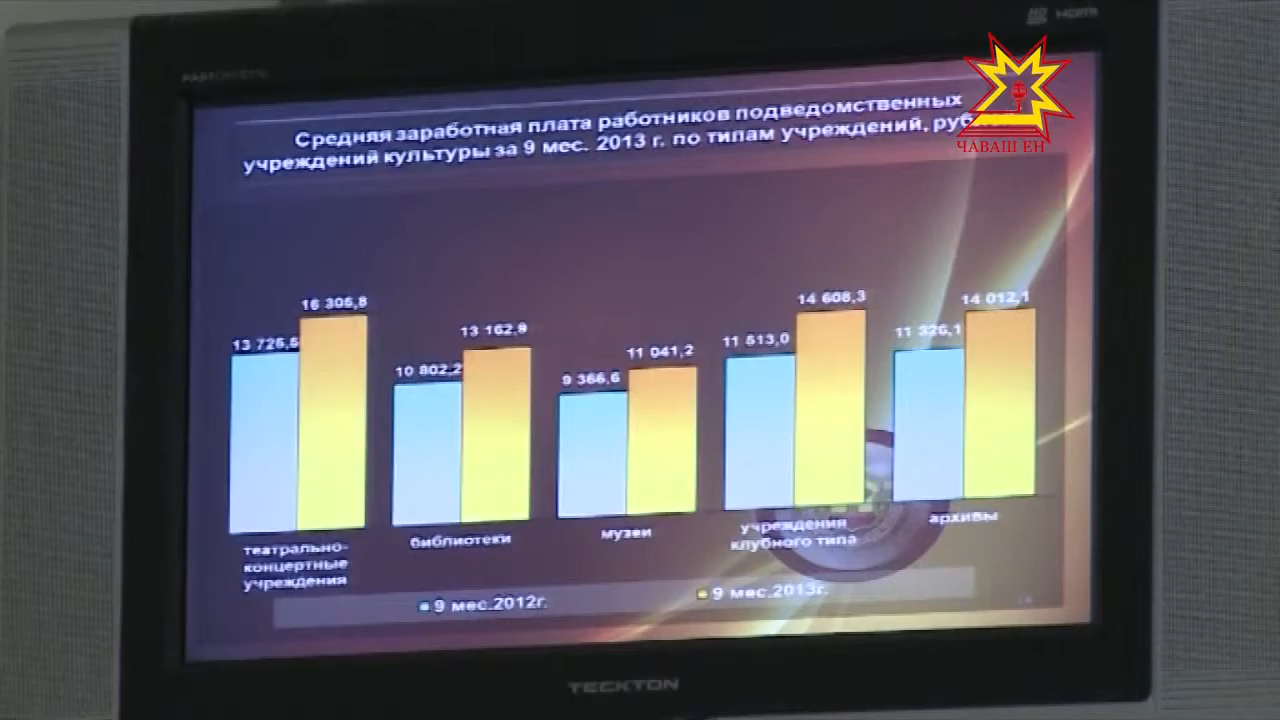 HDMI
ЧĂВАШ ЕН
Средняя заработная плата работников подведомственных
учреждений культуры за 9 мес. 2013 г. по типам учреждений,
16 306,8
14 608,3
14 012,1
13 726,5
13 162,9
11 513,0
11 326,1
10 802,2
11 041,2
9 366,6
театрально-
концертные
учреждения
библиотеки
музеи
учреждения
клубного типа
архивы
9 мес.2012г.
9 мес.2013г.
TECKTON